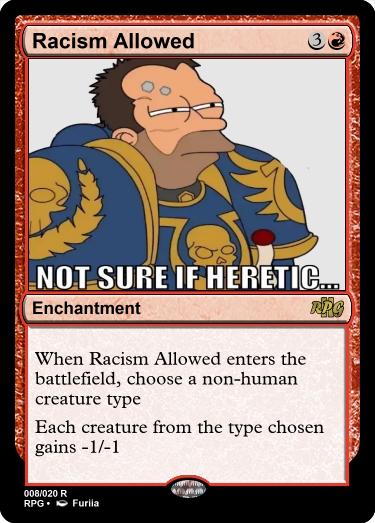 Racism Allowed 3
NOT SURE IF HERETIC...
Enchantment RPG
When Racism Allowed enters the
battlefield, choose a non-human
creature type
Each creature from the type chosen
gains -1/-1
008/020 R
RPG • Furiia